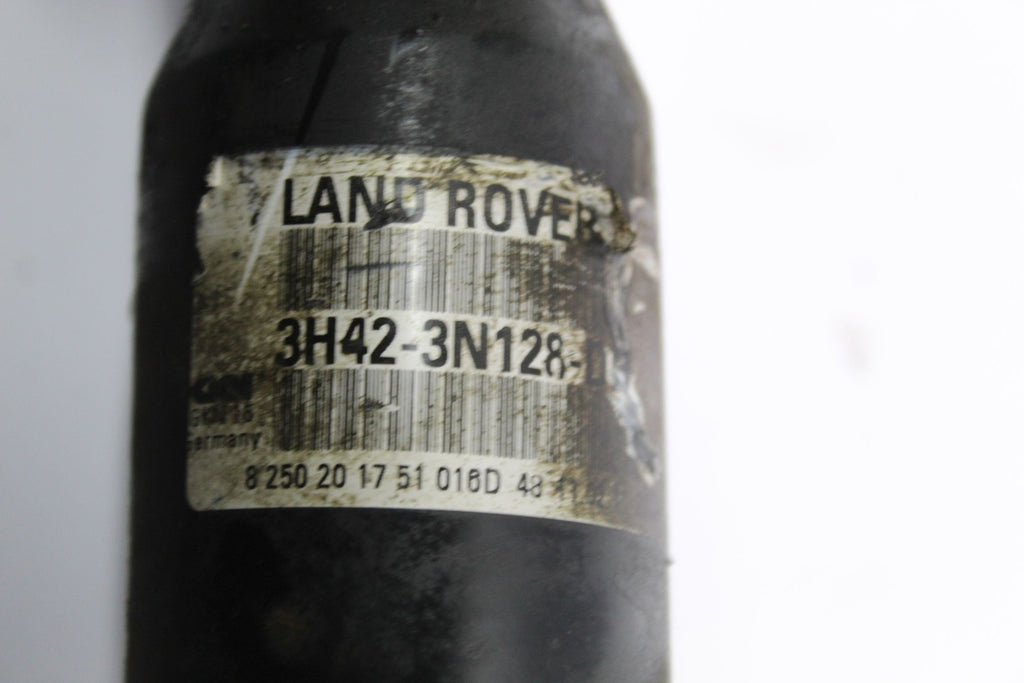 LAND ROVER
3H42-3N128-
Germany
8 250 20 17 51 016D 48